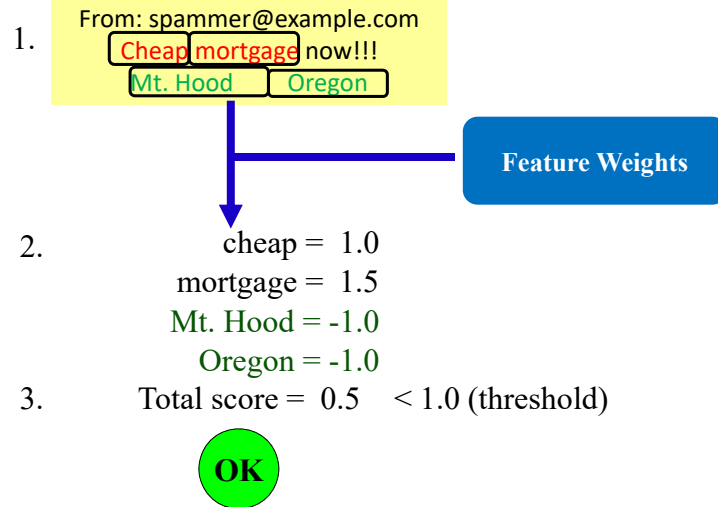 1.
From: spammer@example.com
Cheap mortgage now!!!
Mt. Hood Oregon
Feature Weights
2.
cheap = 1.0
mortgage = 1.5
Mt. Hood = -1.0
Oregon = -1.0
3.
Total score = 0.5 < 1.0 (threshold)
OK